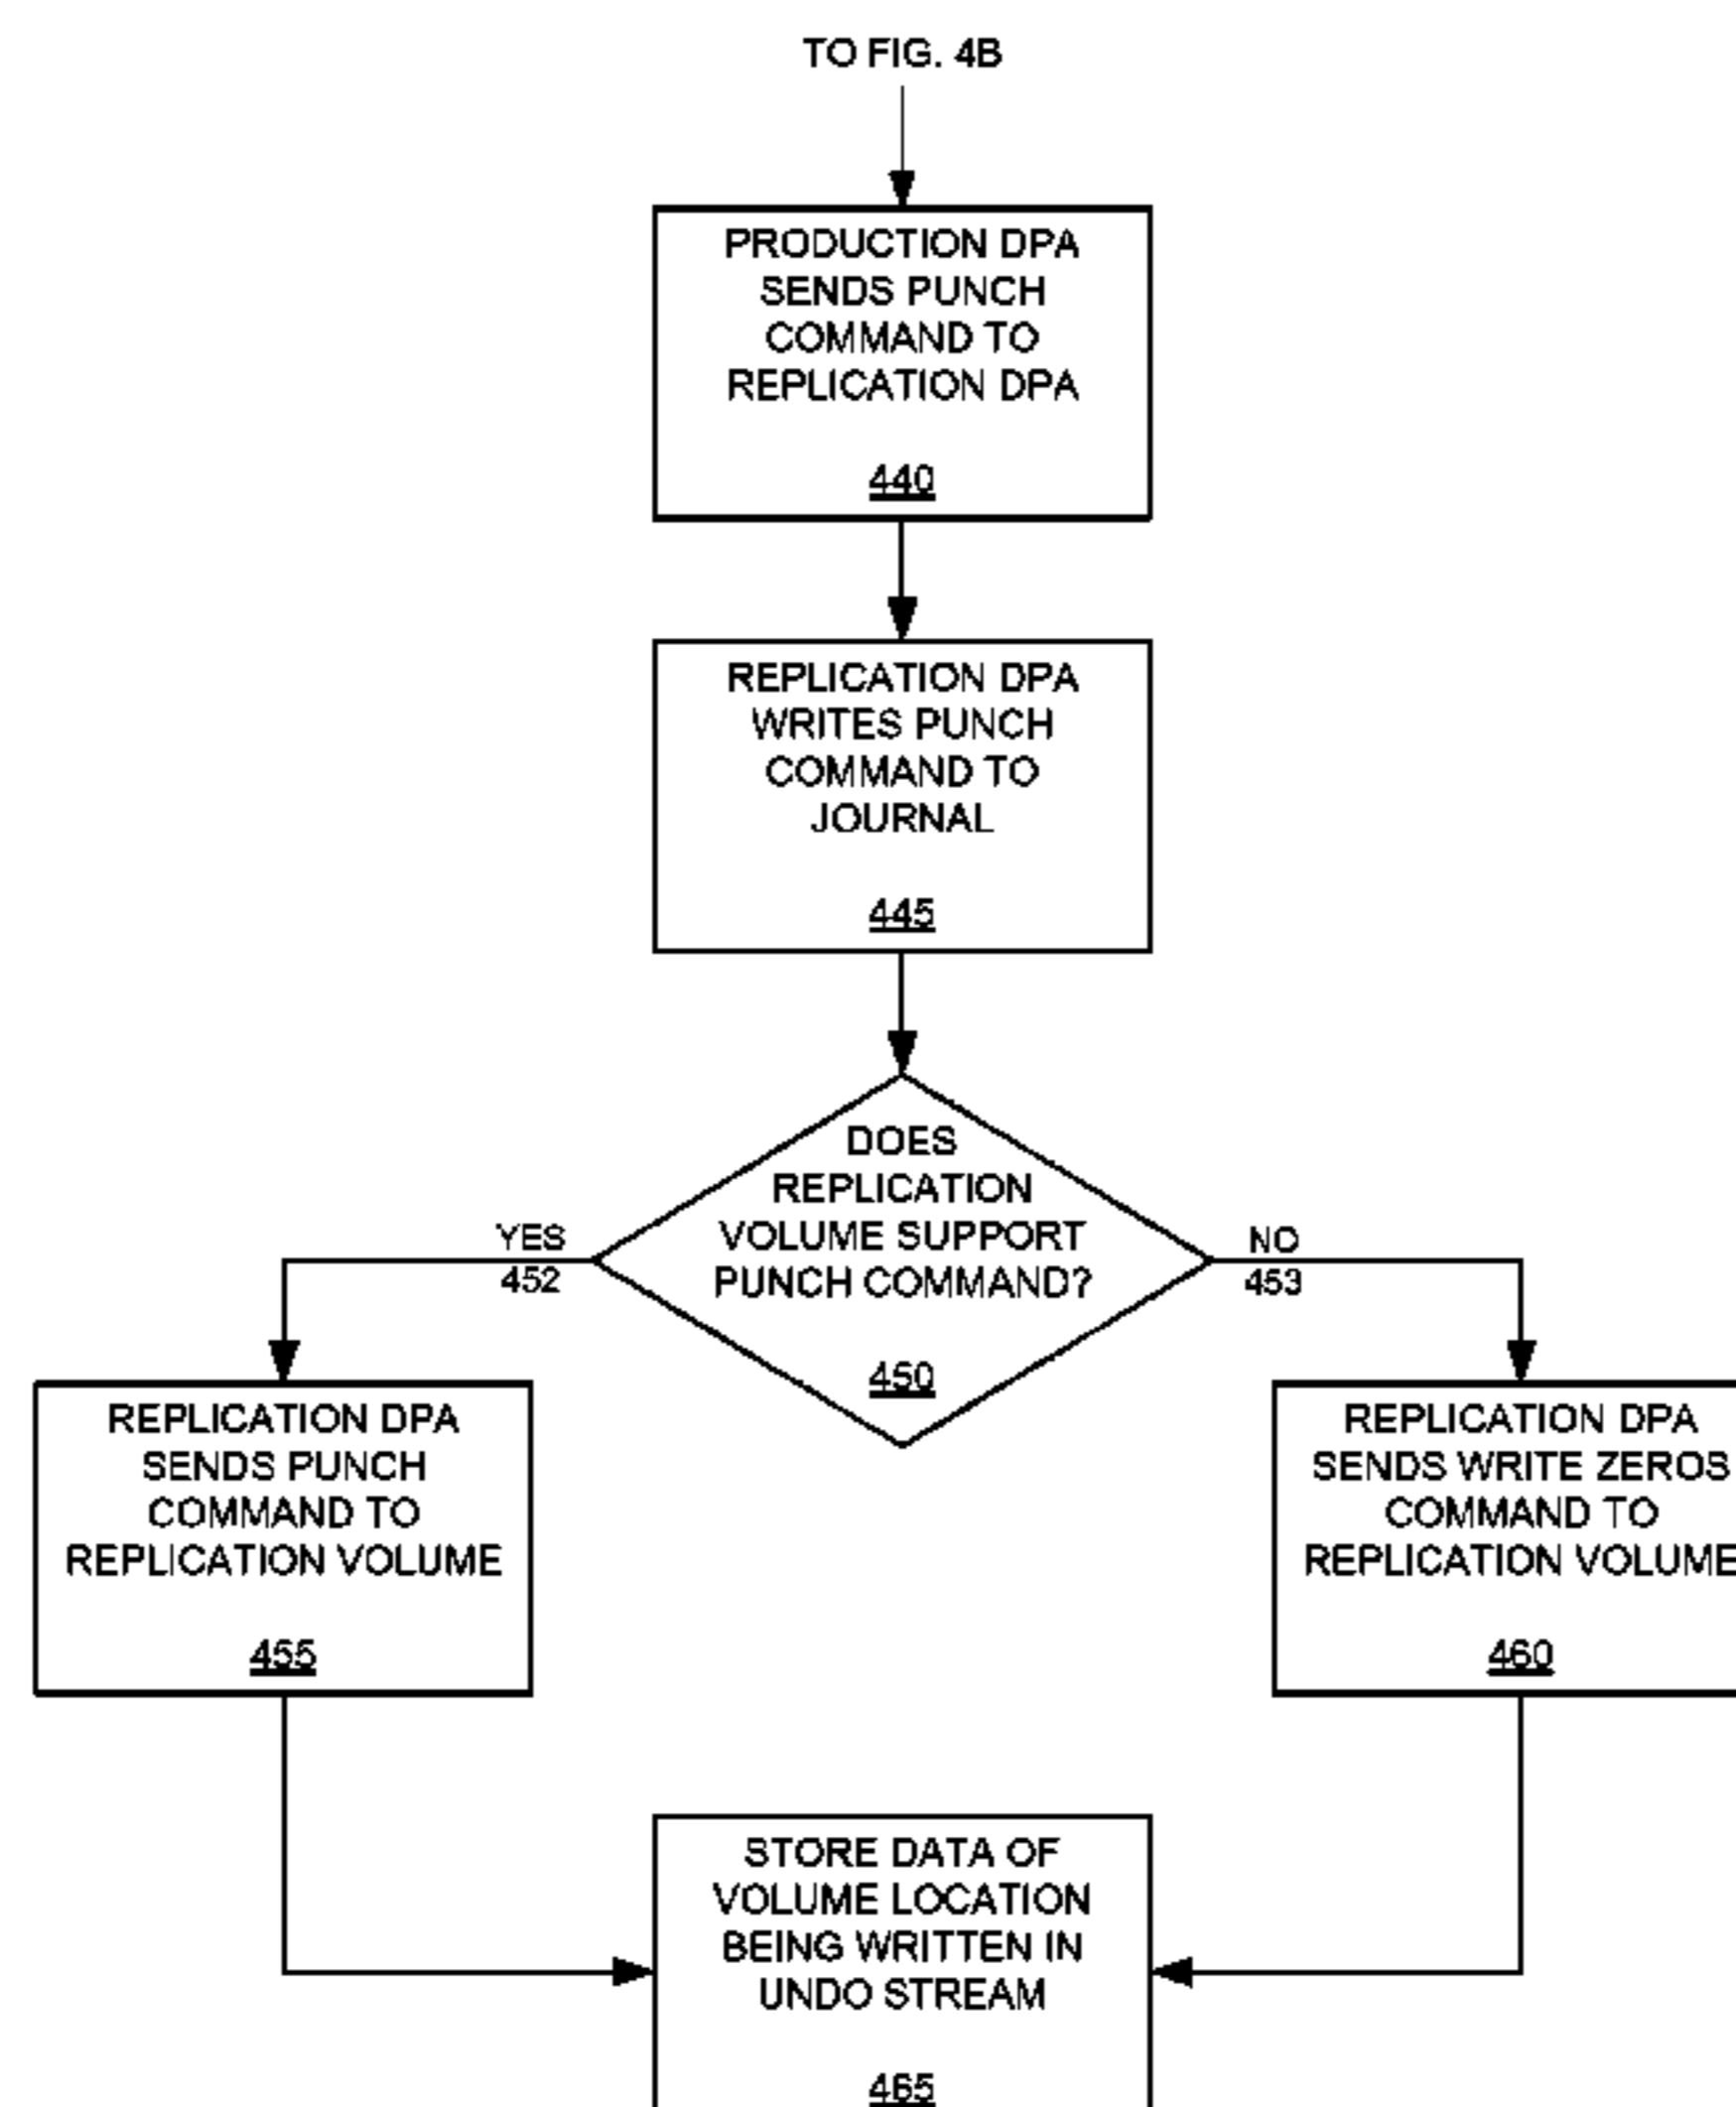 TO FIG. 4B
PRODUCTION DPA
SENDS PUNCH
COMMAND TO
REPLICATION DPA
440
REPLICATION DPA
WRITES PUNCH
COMMAND TO
JOURNAL
445
DOES
REPLICATION
VOLUME SUPPORT
PUNCH COMMAND?
450
YES
452
NO
453
REPLICATION DPA
SENDS PUNCH
COMMAND TO
REPLICATION VOLUME
455
REPLICATION DPA
SENDS WRITE ZEROS
COMMAND TO
REPLICATION VOLUME
460
STORE DATA OF
VOLUME LOCATION
BEING WRITTEN IN
UNDO STREAM
465